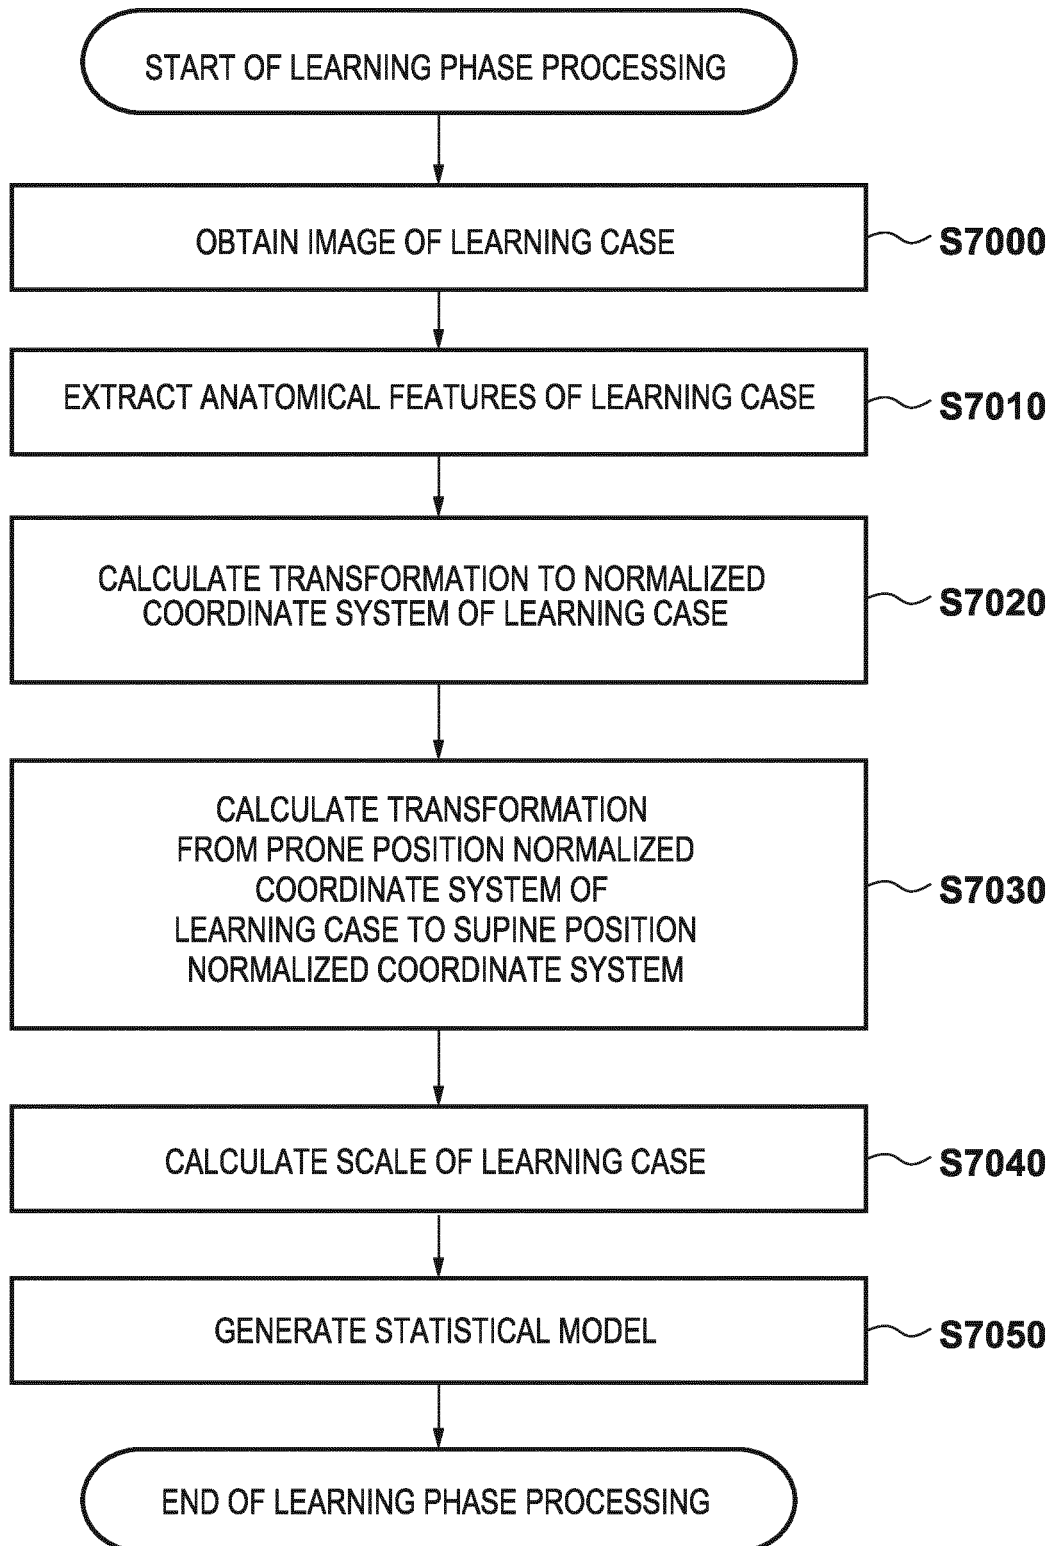 START OF LEARNING PHASE PROCESSING
OBTAIN IMAGE OF LEARNING CASE
S7000
EXTRACT ANATOMICAL FEATURES OF LEARNING CASE
S7010
CALCULATE TRANSFORMATION TO NORMALIZED
COORDINATE SYSTEM OF LEARNING CASE
S7020
CALCULATE TRANSFORMATION
FROM PRONE POSITION NORMALIZED
COORDINATE SYSTEM OF
LEARNING CASE TO SUPINE POSITION
NORMALIZED COORDINATE SYSTEM
S7030
CALCULATE SCALE OF LEARNING CASE
S7040
GENERATE STATISTICAL MODEL
S7050
END OF LEARNING PHASE PROCESSING